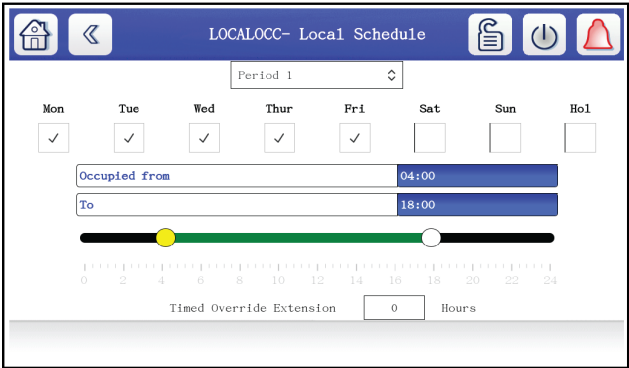 LOCALOCC- Local Schedule
Period 1
Mon Tue Wed Thur Fri Sat Sun Hol
Occupied from 04:00
To 18:00
0 2 4 6 8 10 12 14 16 18 20 22 24
Timed Override Extension 0 Hours